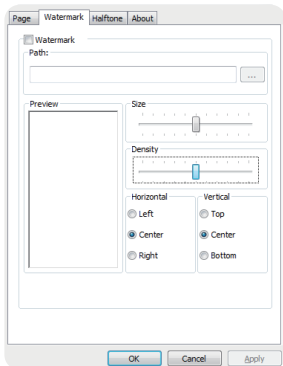 Page Watermark Halftone About
Watermark
Path:
...
Preview
Size
Density
Horizontal Vertical
Left Top
Center Center
Right Bottom
OK Cancel Apply